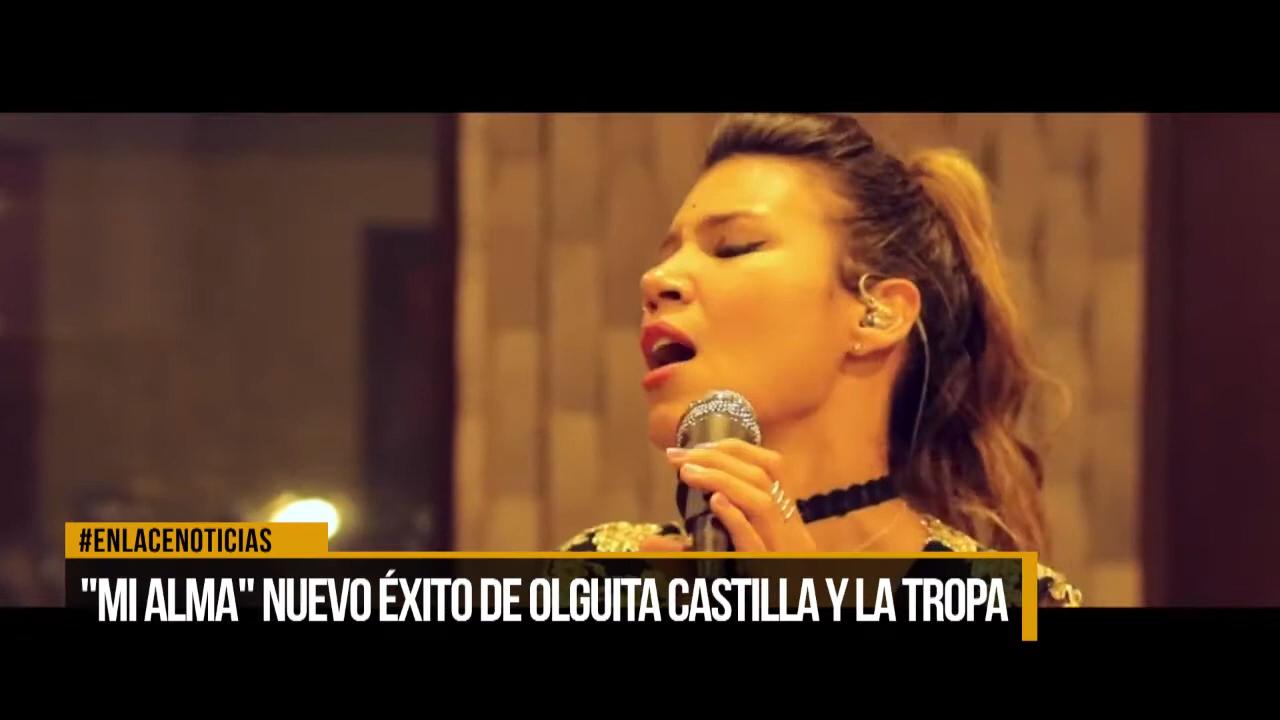 #ENLACENOTICIAS
"MI ALMA" NUEVO ÉXITO DE OLGUITA CASTILLA Y LA TROPA